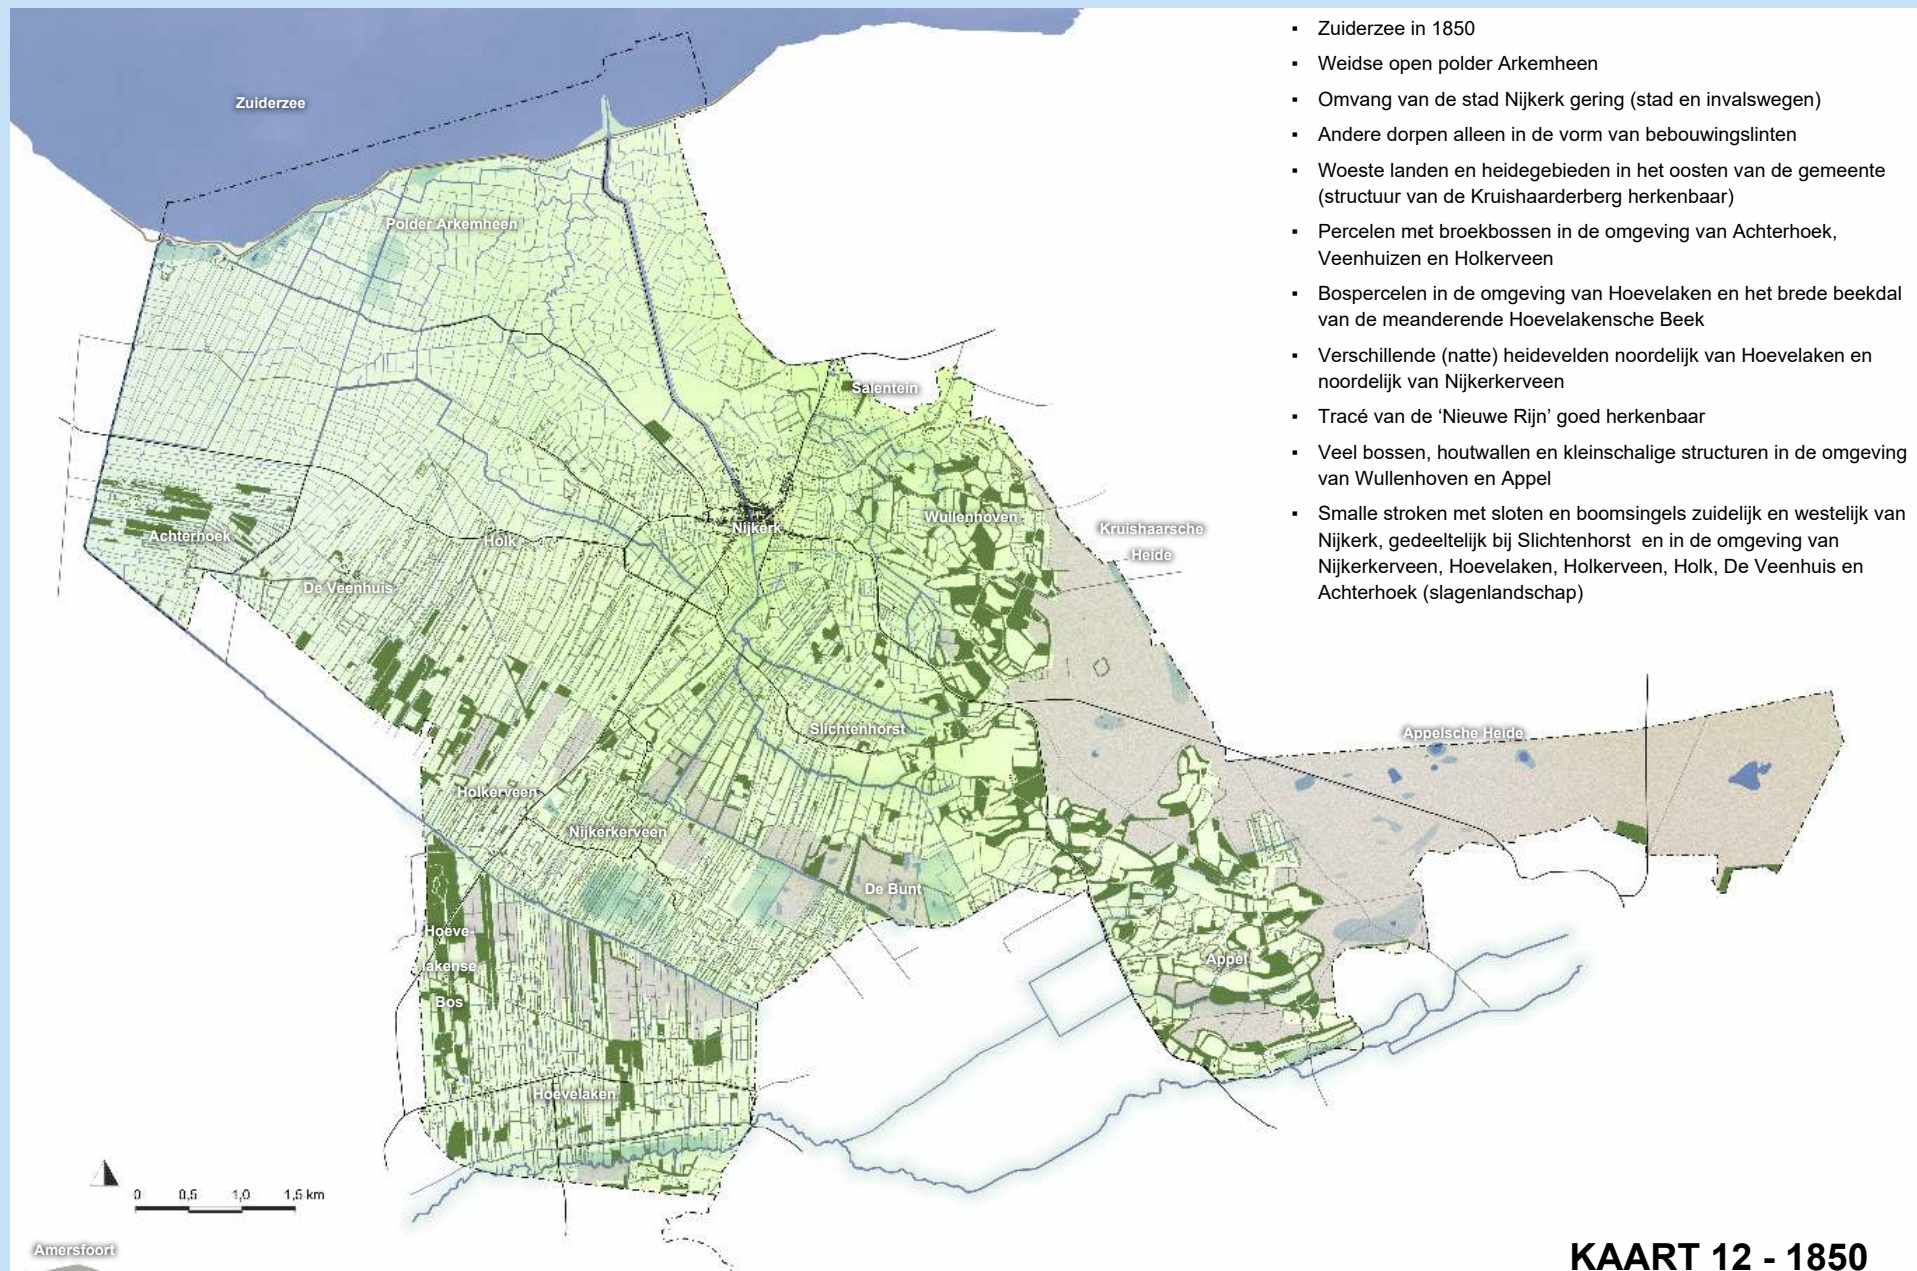 ▪ Zuiderzee in 1850
▪ Weidse open polder Arkemheen
▪ Omvang van de stad Nijkerk gering (stad en invalswegen)
▪ Andere dorpen alleen in de vorm van bebouwingslinten
▪ Woeste landen en heidegebieden in het oosten van de gemeente
(structuur van de Kruishaarderberg herkenbaar)
▪ Percelen met broekbossen in de omgeving van Achterhoek,
Veenhuizen en Holkerveen
▪ Bospercelen in de omgeving van Hoevelaken en het brede beekdal
van de meanderende Hoevelakensche Beek
▪ Verschillende (natte) heidevelden noordelijk van Hoevelaken en
noordelijk van Nijkerkerveen
▪ Tracé van de ‘Nieuwe Rijn’ goed herkenbaar
▪ Veel bossen, houtwallen en kleinschalige structuren in de omgeving
van Wullenhoven en Appel
▪ Smalle stroken met sloten en boomsingels zuidelijk en westelijk van
Nijkerk, gedeeltelijk bij Slichtenhorst en in de omgeving van
Nijkerkerveen, Hoevelaken, Holkerveen, Holk, De Veenhuis en
Achterhoek (slagenlandschap)
Zuiderzee
Polder Arkemheen
Salentein
Wullenhoven
Nijkerk
Kruishaarsche
Heide
Achterhoek
Holk
De Veenhuis
Slichtenhorst
Appelsche Heide
Holkerveen
Nijkerkerveen
De Bunt
Hoeve-
lakense
Bos
Appel
Hoevelaken
0 0,5 1,0 1,5 km
Amersfoort
KAART 12 - 1850